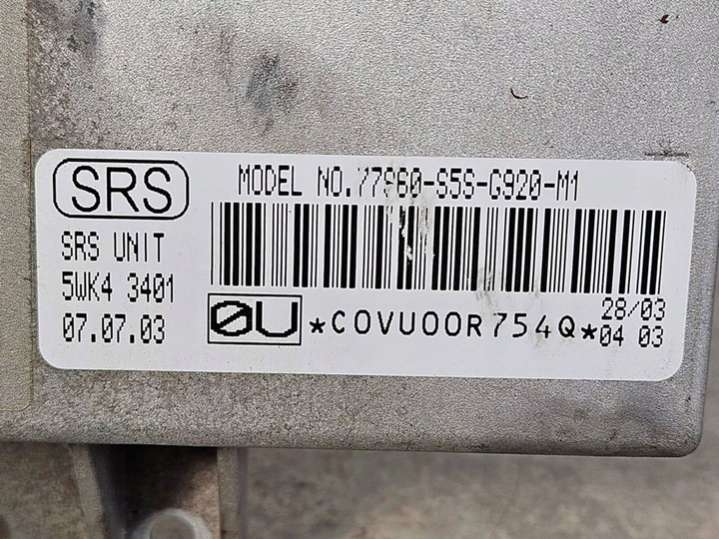 SRS
MODEL NO.77960-S5S-G920-M1
SRS UNIT
5WK4 3401
07.07.03
0U
*COVUOOR754Q*
28/03
04 03